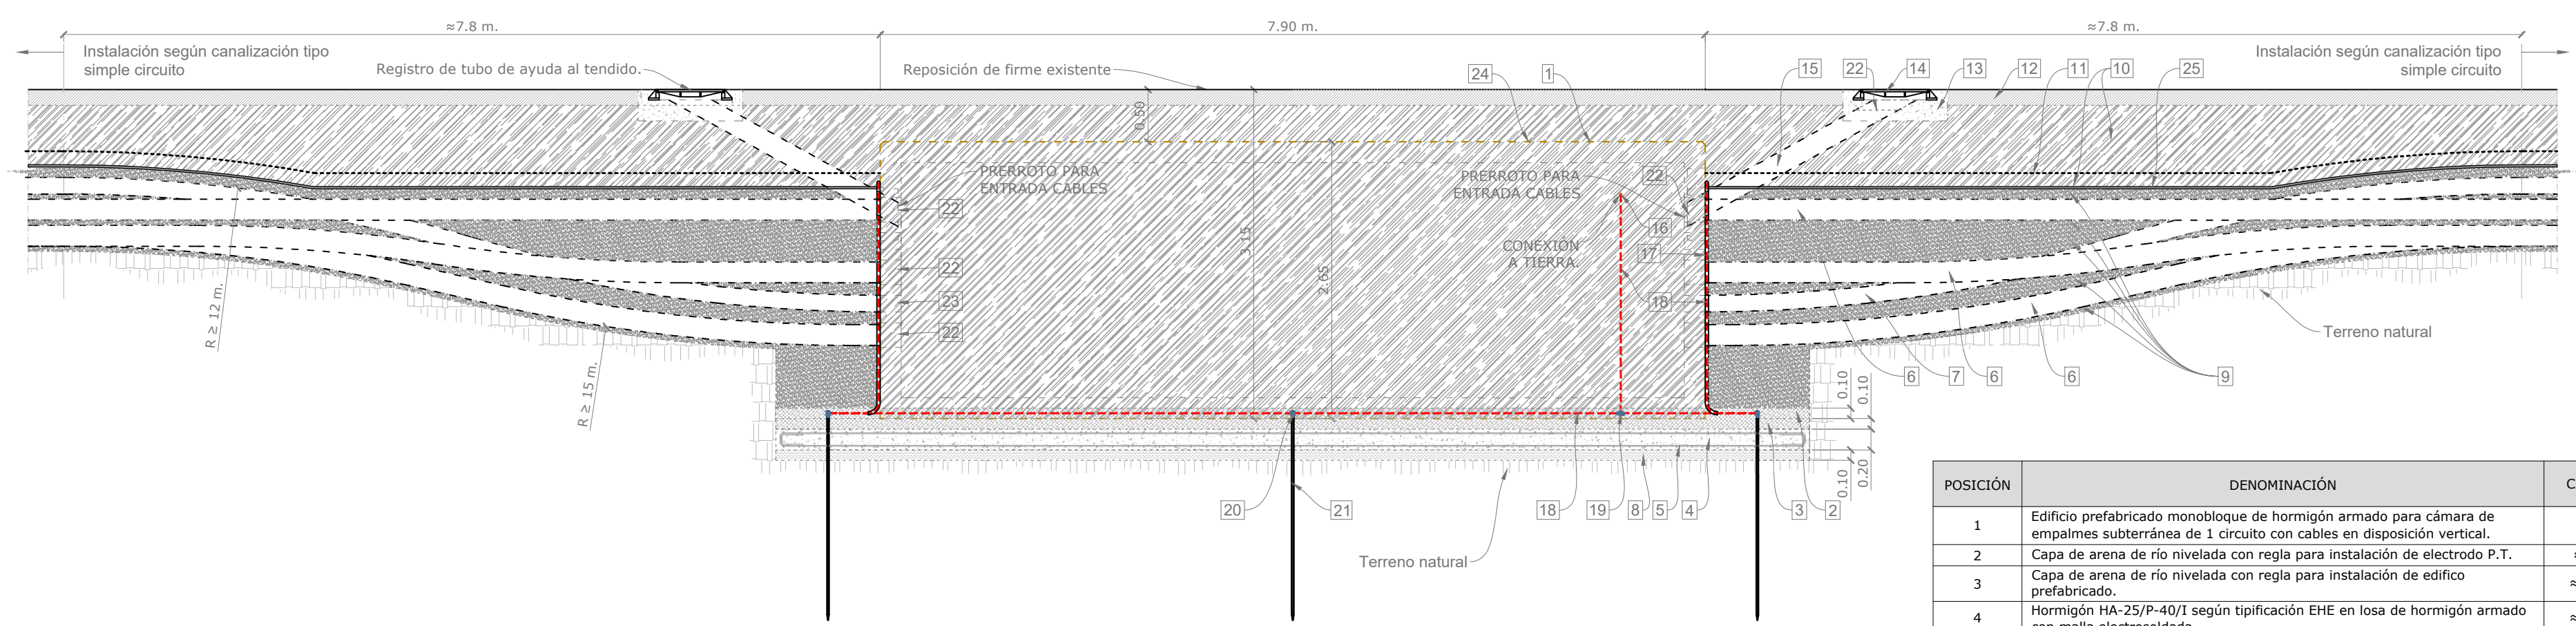 ≈7.8 m.
7.90 m.
≈7.8 m.
Instalación según canalización tipo
simple circuito
Registro de tubo de ayuda al tendido.
Reposición de firme existente
24
1
15
22
14
13
12
11
10
25
Instalación según canalización tipo
simple circuito
0.50
PRERROTO PARA
ENTRADA CABLES
PRERROTO PARA
ENTRADA CABLES
22
22
16
3.15
2.65
CONEXIÓN
A TIERRA.
17
22
23
18
22
R ≥ 12 m.
R ≥ 15 m.
Terreno natural
6
7
6
6
9
0.10
0.10
0.10
0.20
20
21
18
19
8
5
4
3
2
Terreno natural
POSICIÓN
DENOMINACIÓN
C
1
Edificio prefabricado monobloque de hormigón armado para cámara de
empalmes subterránea de 1 circuito con cables en disposición vertical.
2
Capa de arena de río nivelada con regla para instalación de electrodo P.T.
3
Capa de arena de río nivelada con regla para instalación de edifico
prefabricado.
4
Hormigón HA-25/P-40/I según tipificación EHE en losa de hormigón armado